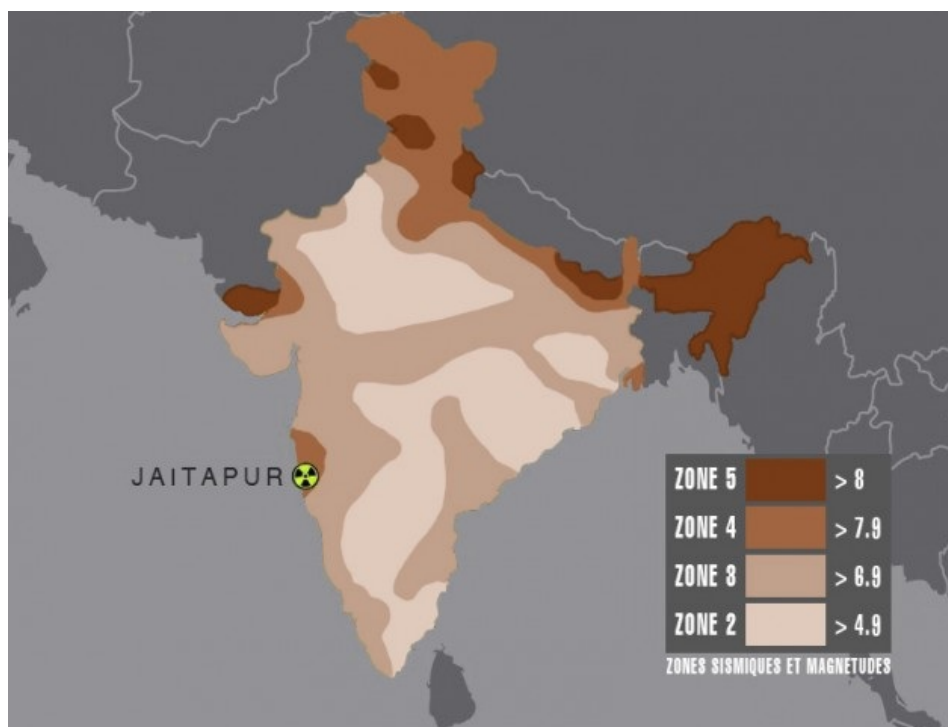 JAITAPUR
ZONE 5 > 8
ZONE 4 > 7.9
ZONE 3 > 6.9
ZONE 2 > 4.9
ZONES SISMIQUES ET MAGNETUDES